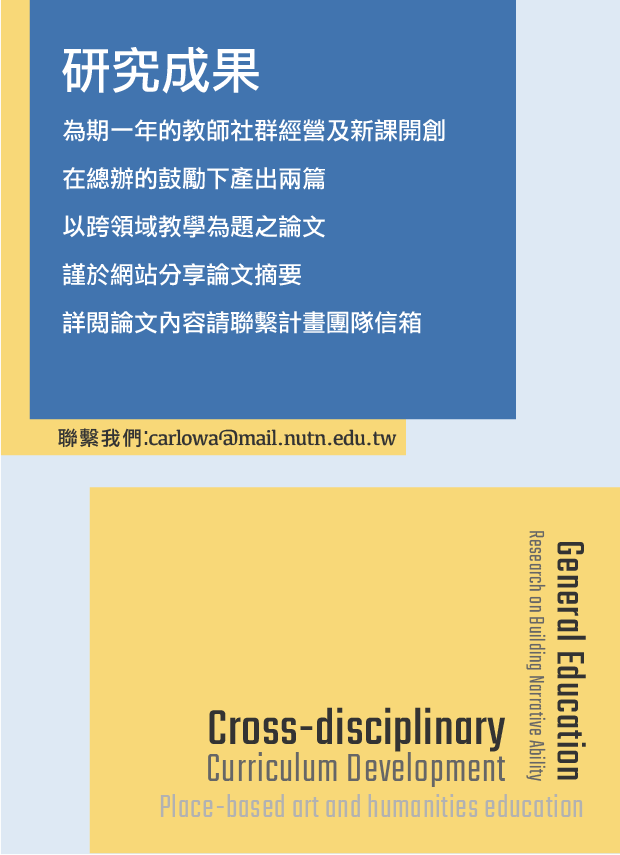 研究成果
為期一年的教師社群經營及新課開創
在總辦的鼓勵下產出兩篇
以跨領域教學為題之論文
謹於網站分享論文摘要
詳閱論文內容請聯繫計畫團隊信箱
聯繫我們:carlowa@mail.nutn.edu.tw
General Education
Research on Building Narrative Ability
Cross-disciplinary
Curriculum Development
Place-based art and humanities education